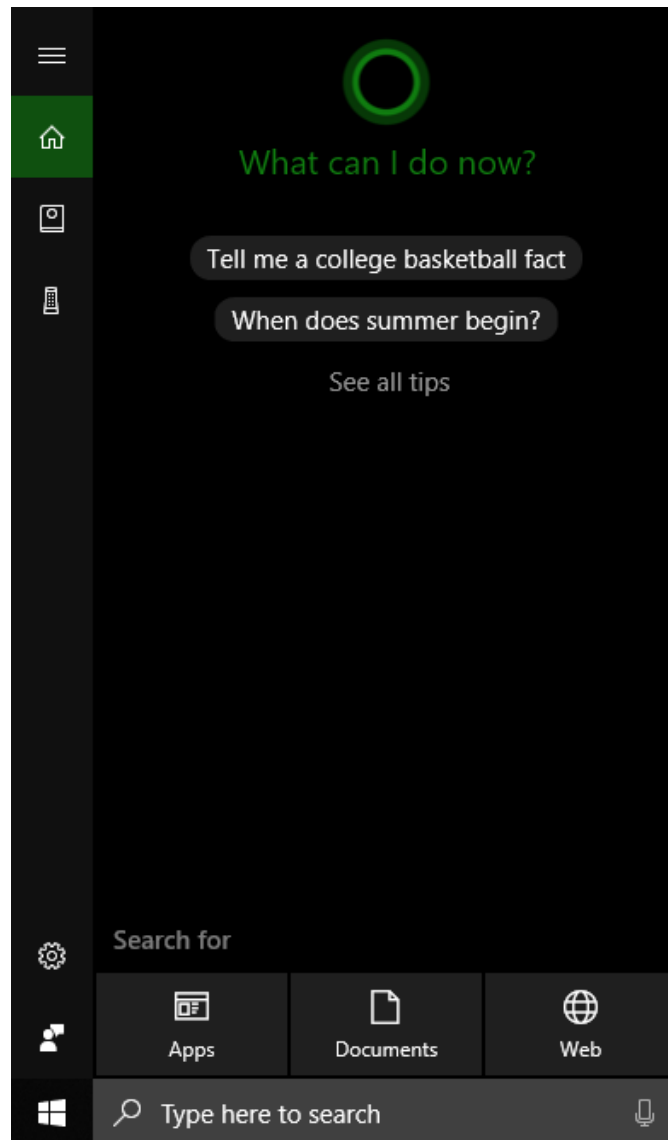 What can I do now?
Tell me a college basketball fact
When does summer begin?
See all tips
Search for
Apps
Documents
Web
Type here to search